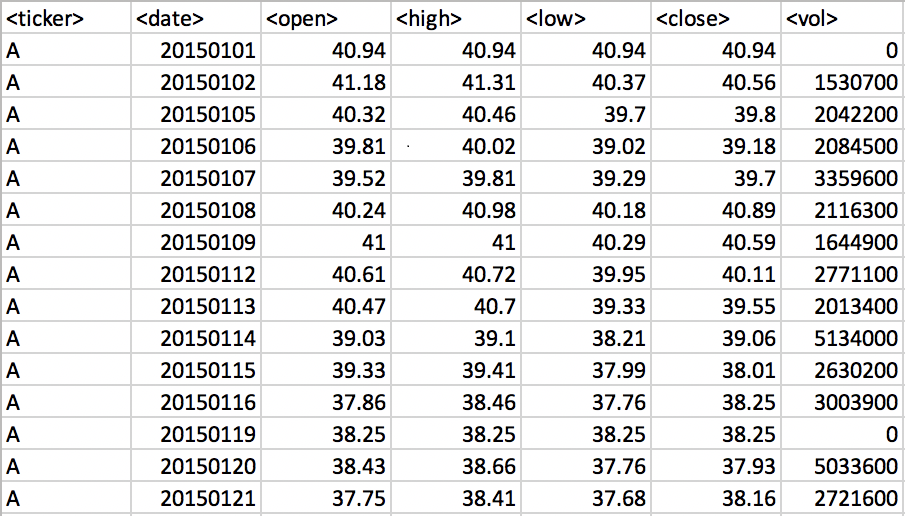 <ticker> <date> <open> <high> <low> <close> <vol>
A 20150101 40.94 40.94 40.94 40.94 0
A 20150102 41.18 41.31 40.37 40.56 1530700
A 20150105 40.32 40.46 39.7 39.8 2042200
A 20150106 39.81 40.02 39.02 39.18 2084500
A 20150107 39.52 39.81 39.29 39.7 3359600
A 20150108 40.24 40.98 40.18 40.89 2116300
A 20150109 41 41 40.29 40.59 1644900
A 20150112 40.61 40.72 39.95 40.11 2771100
A 20150113 40.47 40.7 39.33 39.55 2013400
A 20150114 39.03 39.1 38.21 39.06 5134000
A 20150115 39.33 39.41 37.99 38.01 2630200
A 20150116 37.86 38.46 37.76 38.25 3003900
A 20150119 38.25 38.25 38.25 38.25 0
A 20150120 38.43 38.66 37.76 37.93 5033600
A 20150121 37.75 38.41 37.68 38.16 2721600